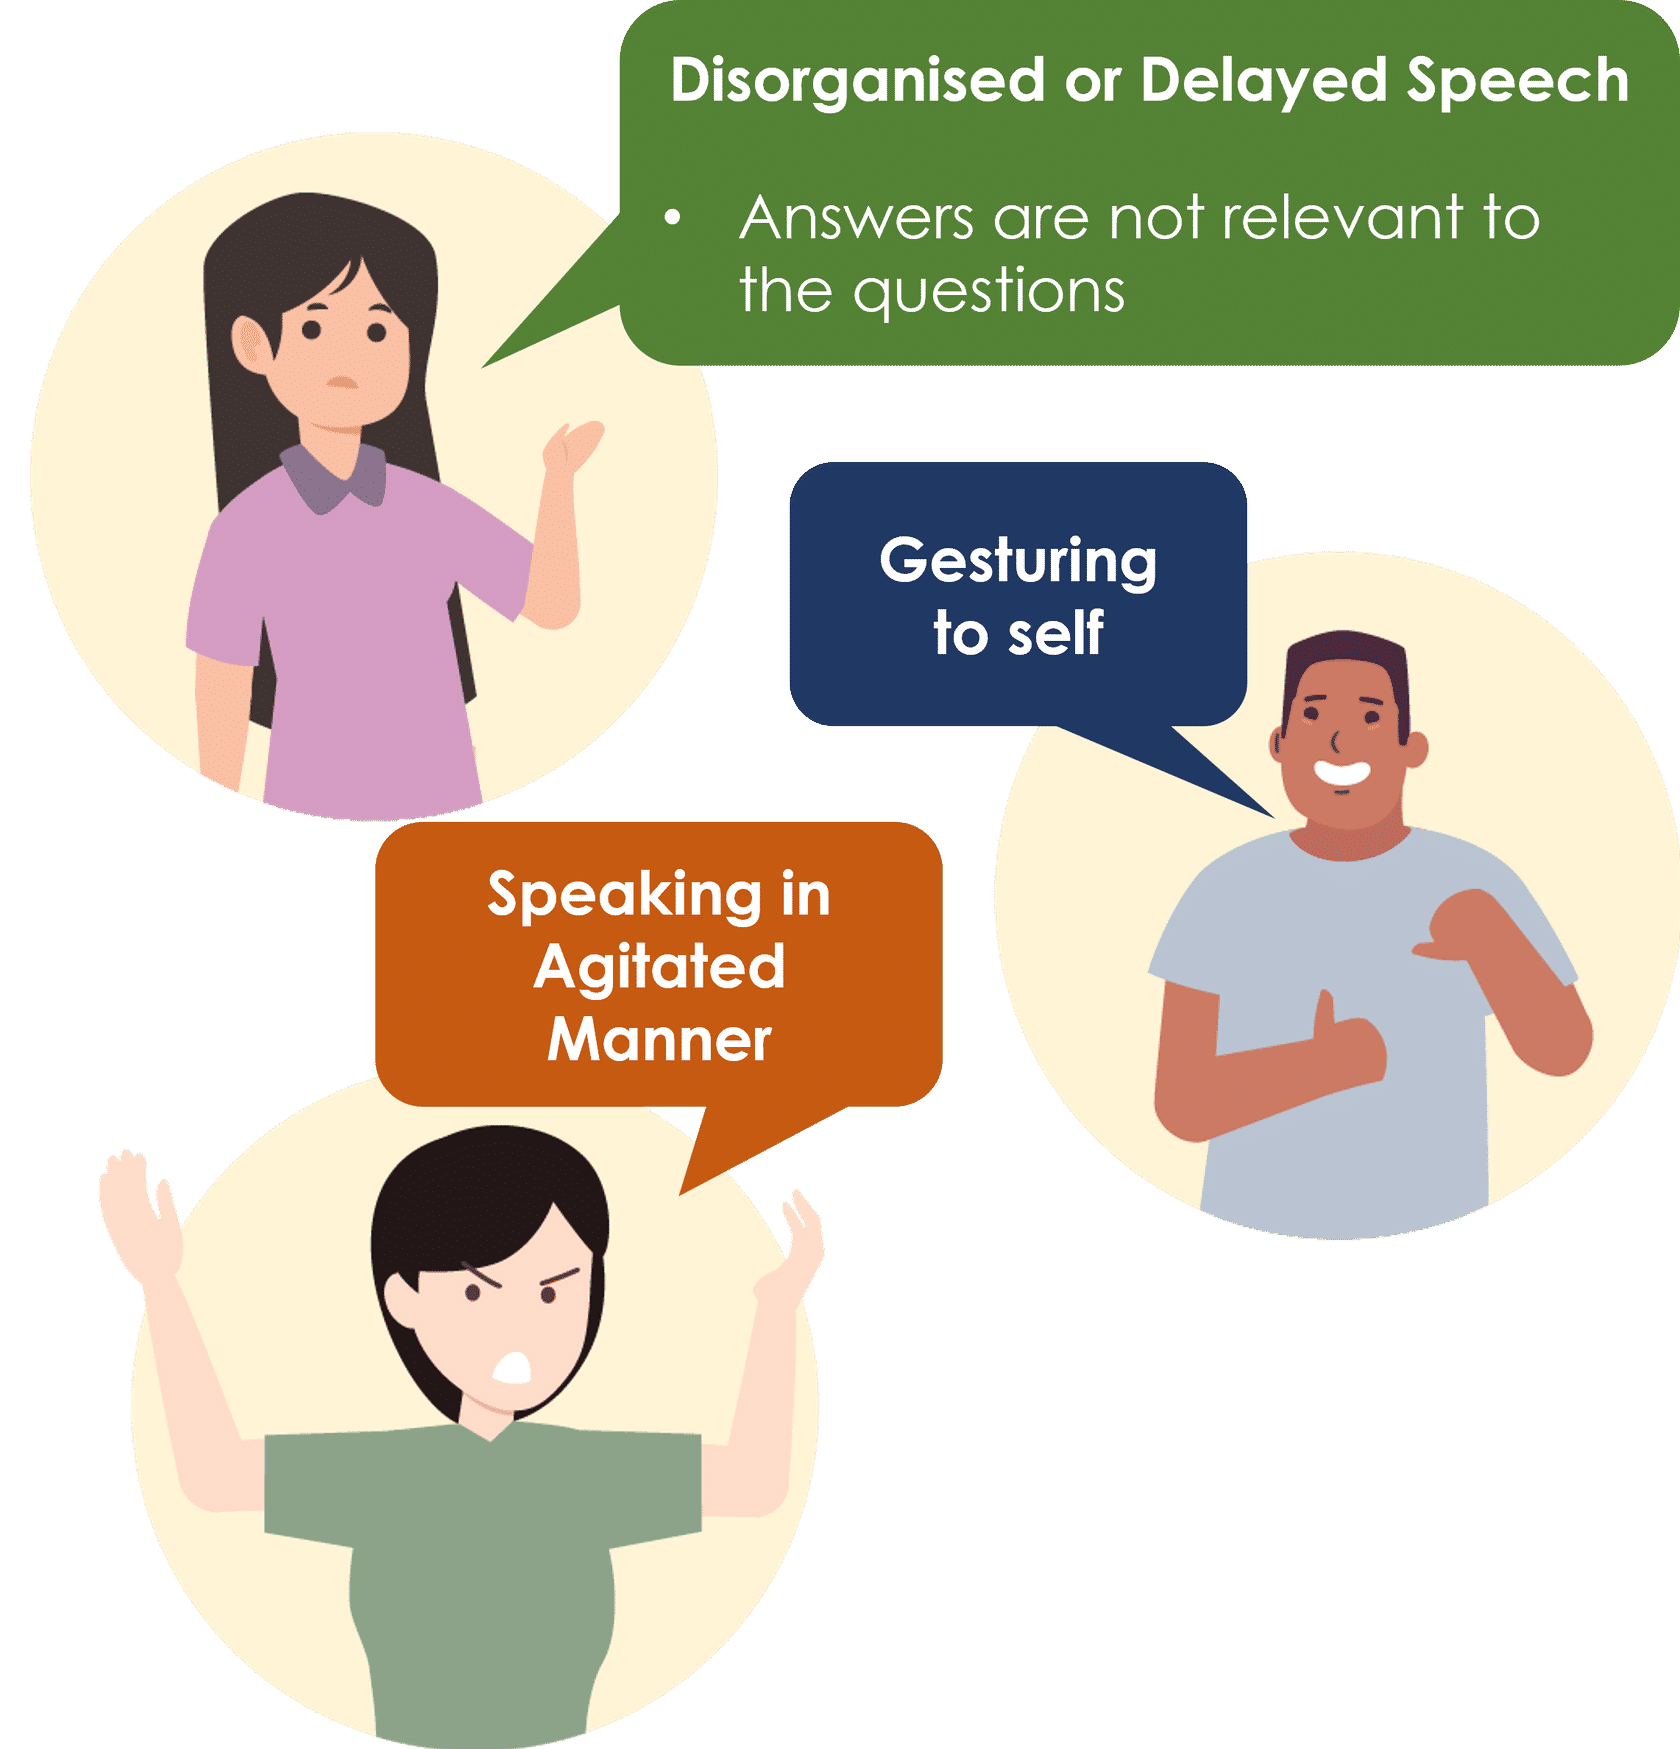 Disorganised or Delayed Speech
• Answers are not relevant to
the questions
Gesturing
to self
Speaking in
Agitated
Manner